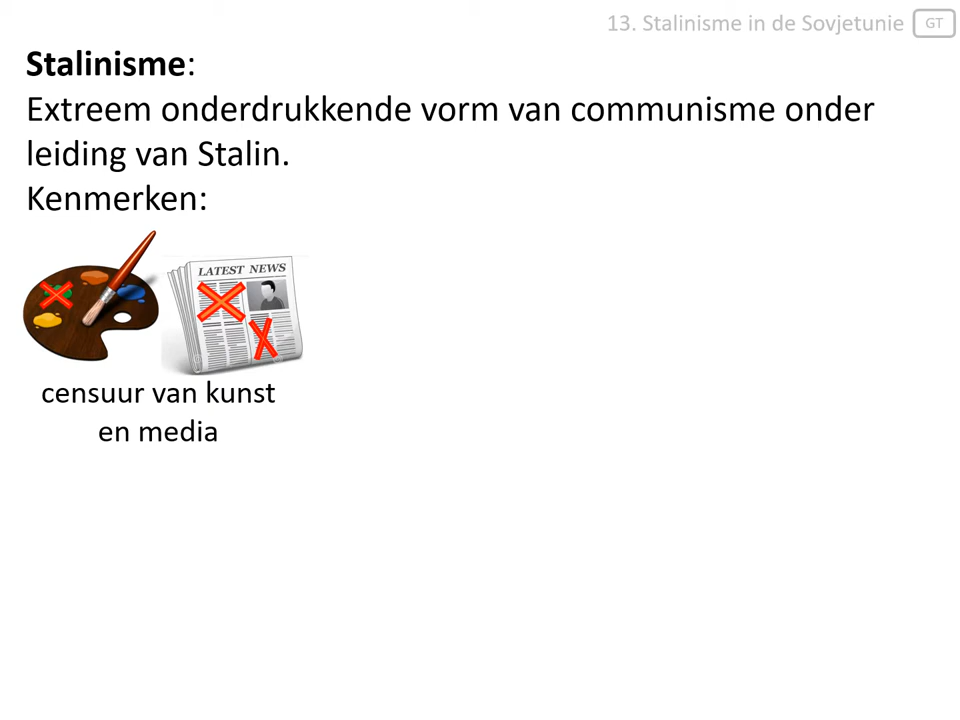 13. Stalinisme in de Sovjetunie GT
Stalinisme:
Extreem onderdrukkende vorm van communisme onder
leiding van Stalin.
Kenmerken:
LATEST NEWS
censuur van kunst
en media